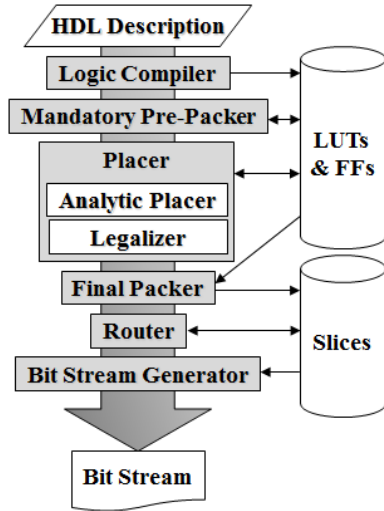 HDL Description
Logic Compiler
Mandatory Pre-Packer
Placer
Analytic Placer
Legalizer
LUTs
& FFs
Final Packer
Router
Slices
Bit Stream Generator
Bit Stream